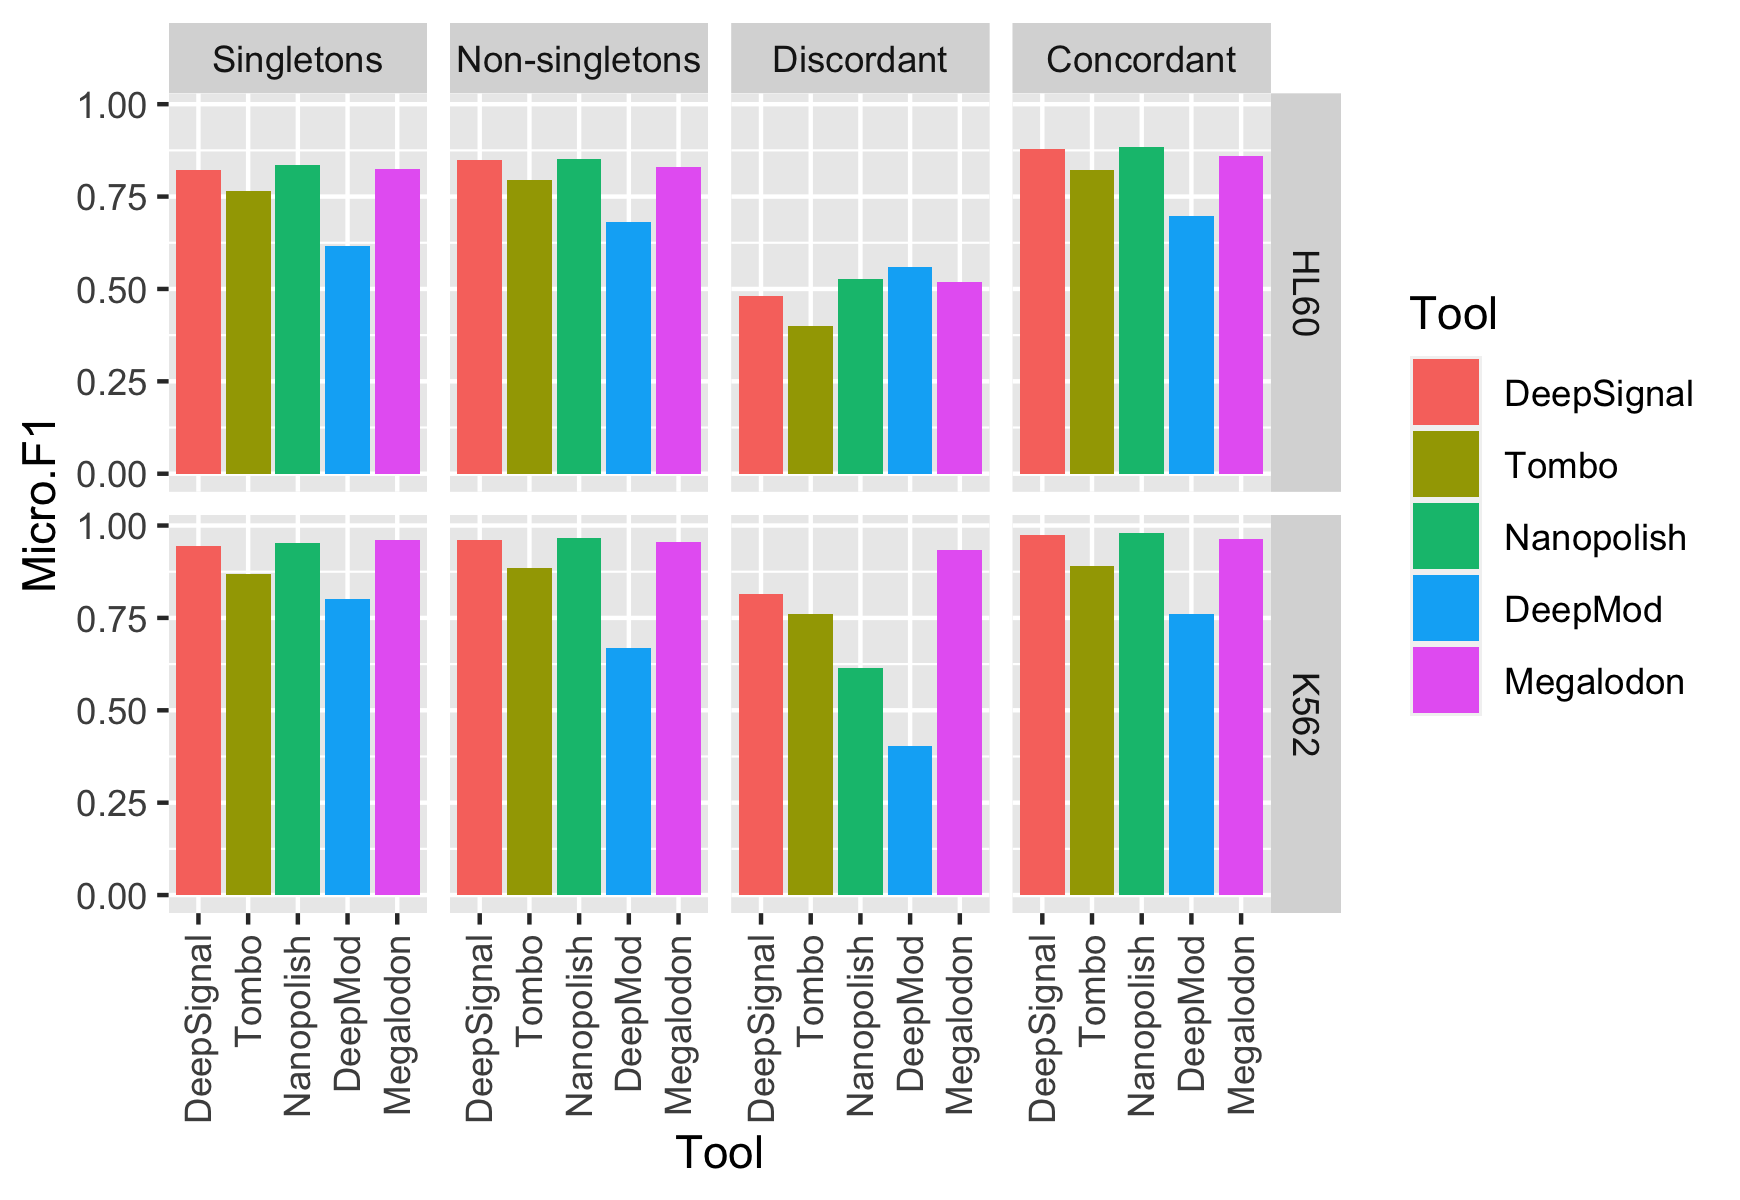 Singletons
Non-singletons
Discordant
Concordant
Micro.F1
1.00
0.75
0.50
0.25
0.00
HL60
1.00
0.75
0.50
0.25
0.00
K562
DeepSignal
Tombo
Nanopolish
DeepMod
Megalodon
DeepSignal
Tombo
Nanopolish
DeepMod
Megalodon
DeepSignal
Tombo
Nanopolish
DeepMod
Megalodon
DeepSignal
Tombo
Nanopolish
DeepMod
Megalodon
Tool
Tool
DeepSignal
Tombo
Nanopolish
DeepMod
Megalodon